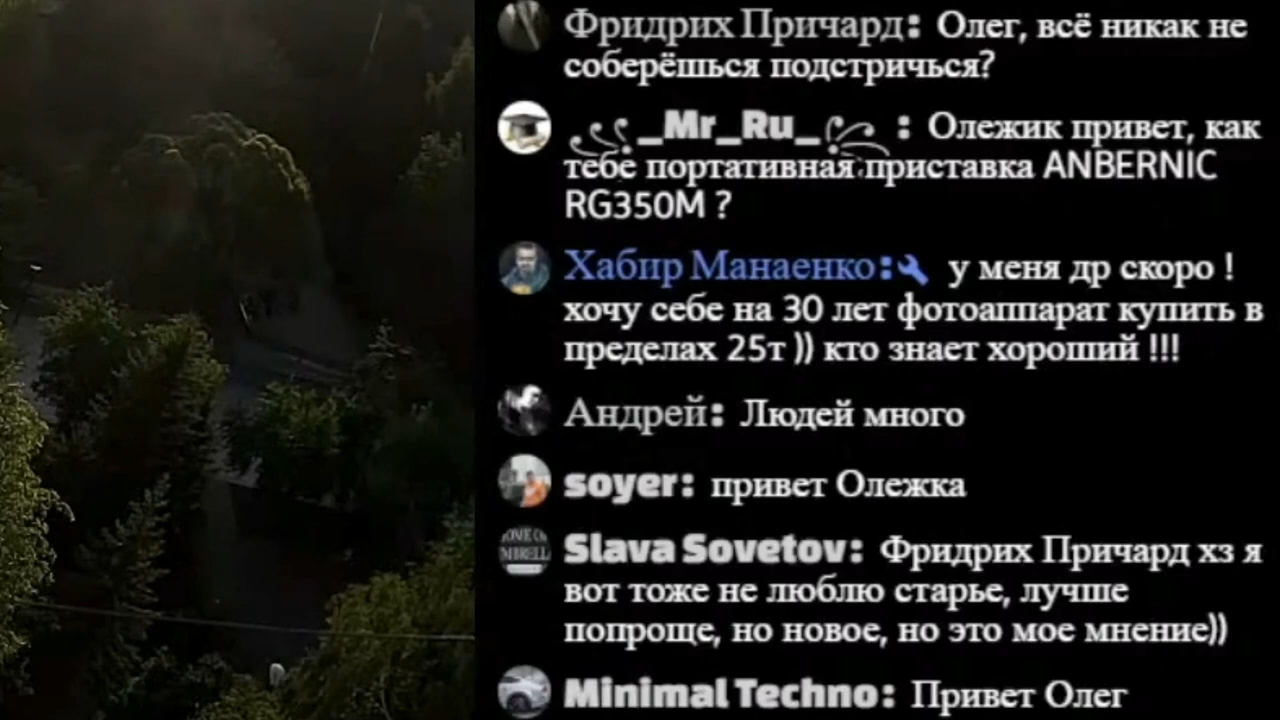 Фридрих Причард: Олег, всё никак не
соберёшься подстричься?
_Mr_Ru_ : Олежик привет, как
тебе портативная приставка ANBERNIC
RG350M ?
Хабир Манаенко: у меня др скоро !
хочу себе на 30 лет фотоаппарат купить в
пределах 25т )) кто знает хороший !!!
Андрей: Людей много
soyer: привет Олежка
Slava Sovetov: Фридрих Причард хз я
вот тоже не люблю старье, лучше
попроще, но новое, но это мое мнение))
Minimal Techno: Привет Олег